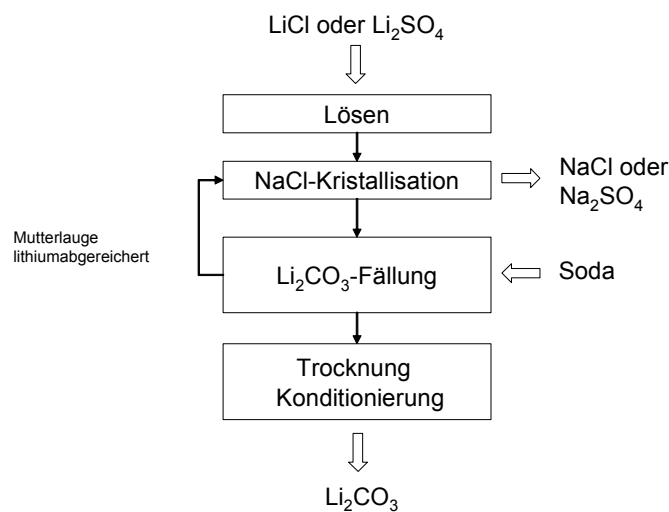 LiCl oder Li₂SO₄
Lösen
NaCl-Kristallisation
NaCl oder
Na₂SO₄
Mutterlauge
lithiumabgereichert
Li₂CO₃-Fällung
Soda
Trocknung
Konditionierung
Li₂CO₃